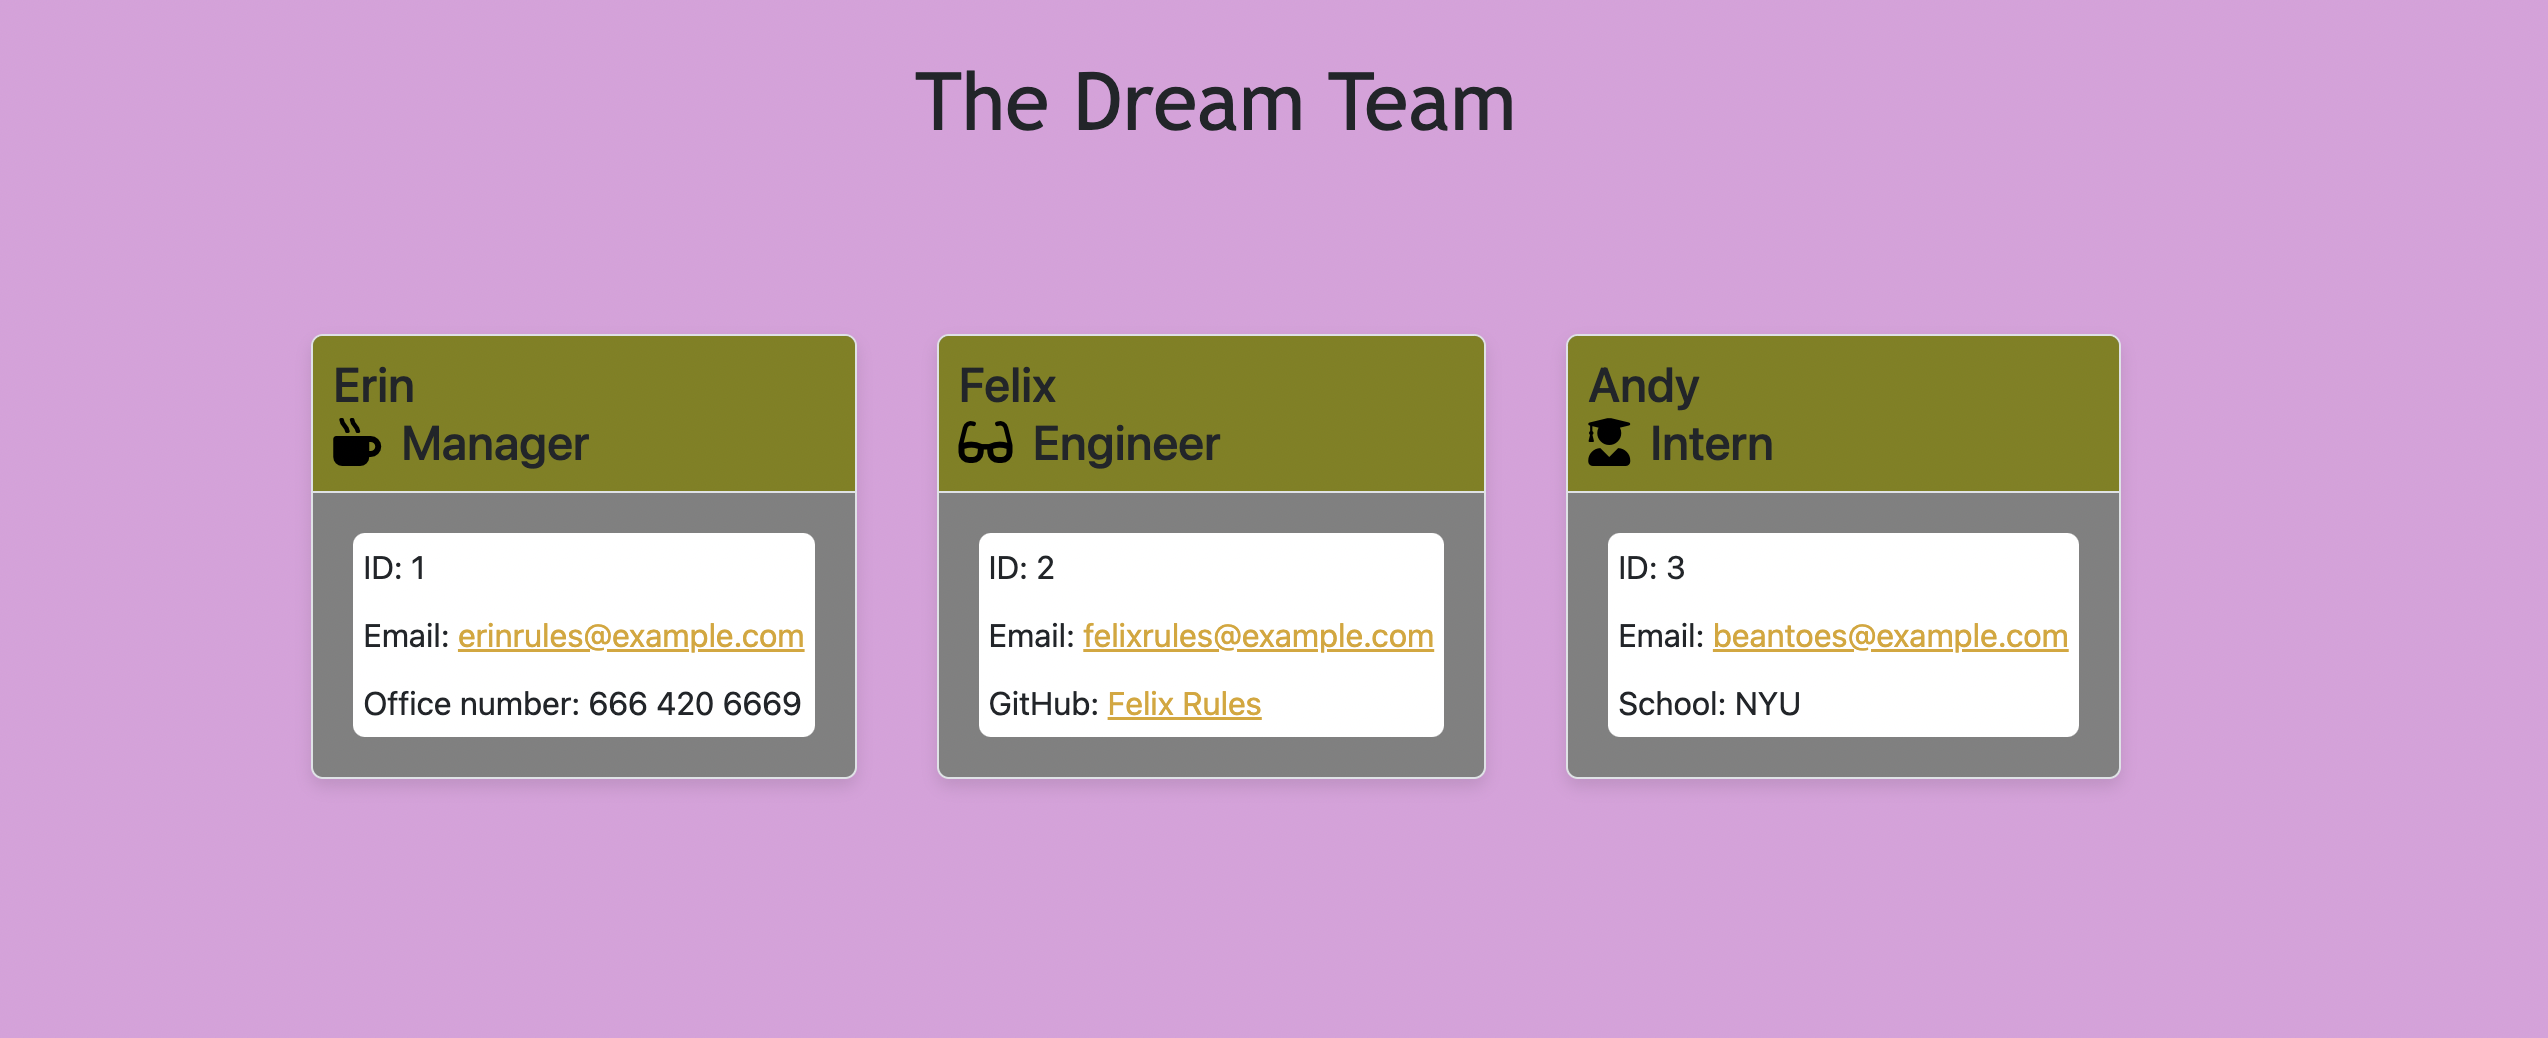 The Dream Team
Erin
Manager
ID: 1
Email: erinrules@example.com
Office number: 666 420 6669
Felix
Engineer
ID: 2
Email: felixrules@example.com
GitHub: Felix Rules
Andy
Intern
ID: 3
Email: beantoes@example.com
School: NYU